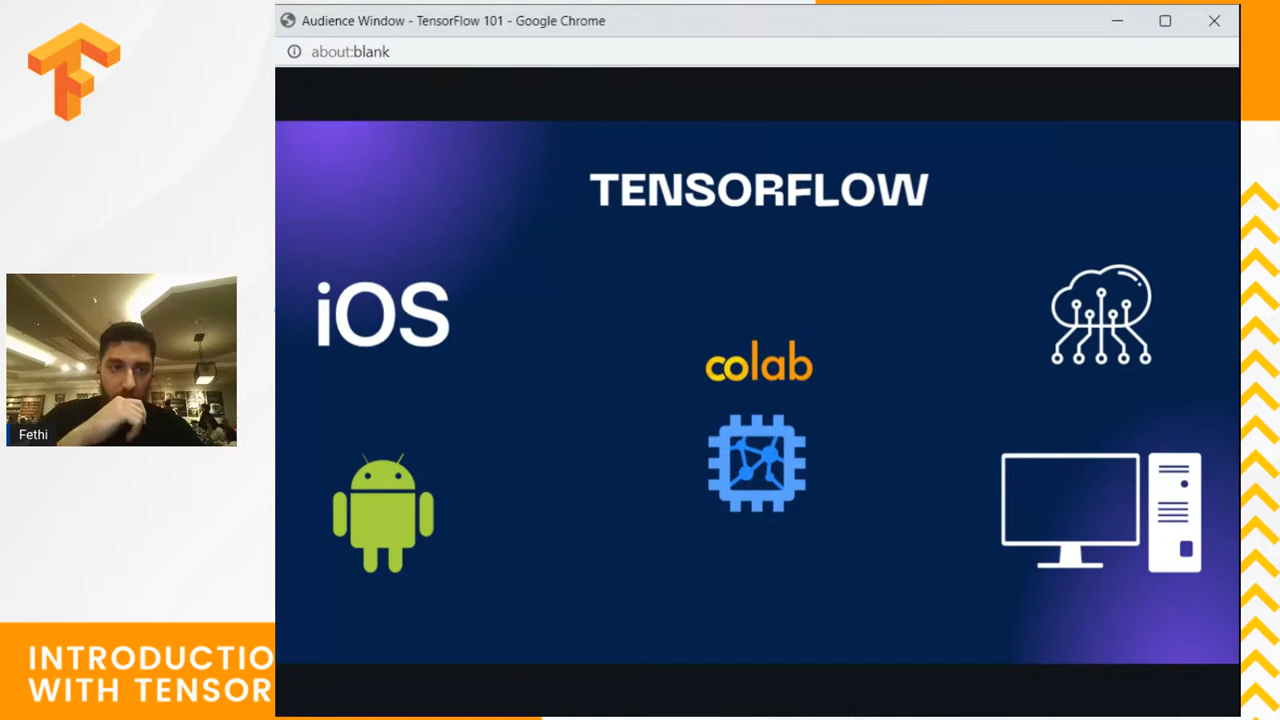 Audience Window - TensorFlow 101 - Google Chrome
about:blank
TENSORFLOW
iOS
colab
Fethi
INTRODUCTIO
WITH TENSOR